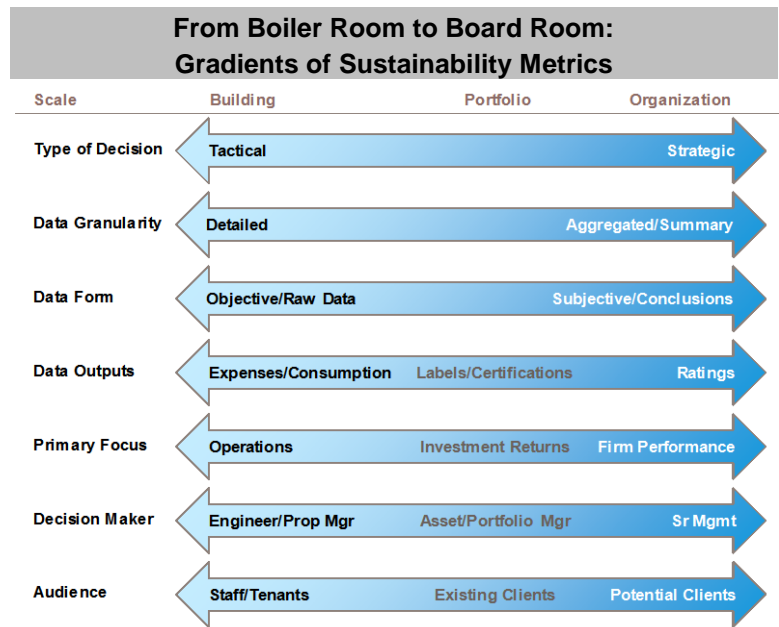 From Boiler Room to Board Room:
Gradients of Sustainability Metrics
Scale Building Portfolio Organization
Type of Decision Tactical Strategic
Data Granularity Detailed Aggregated/Summary
Data Form Objective/Raw Data Subjective/Conclusions
Data Outputs Expenses/Consumption Labels/Certifications Ratings
Primary Focus Operations Investment Returns Firm Performance
Decision Maker Engineer/Prop Mgr Asset/Portfolio Mgr Sr Mgmt
Audience Staff/Tenants Existing Clients Potential Clients